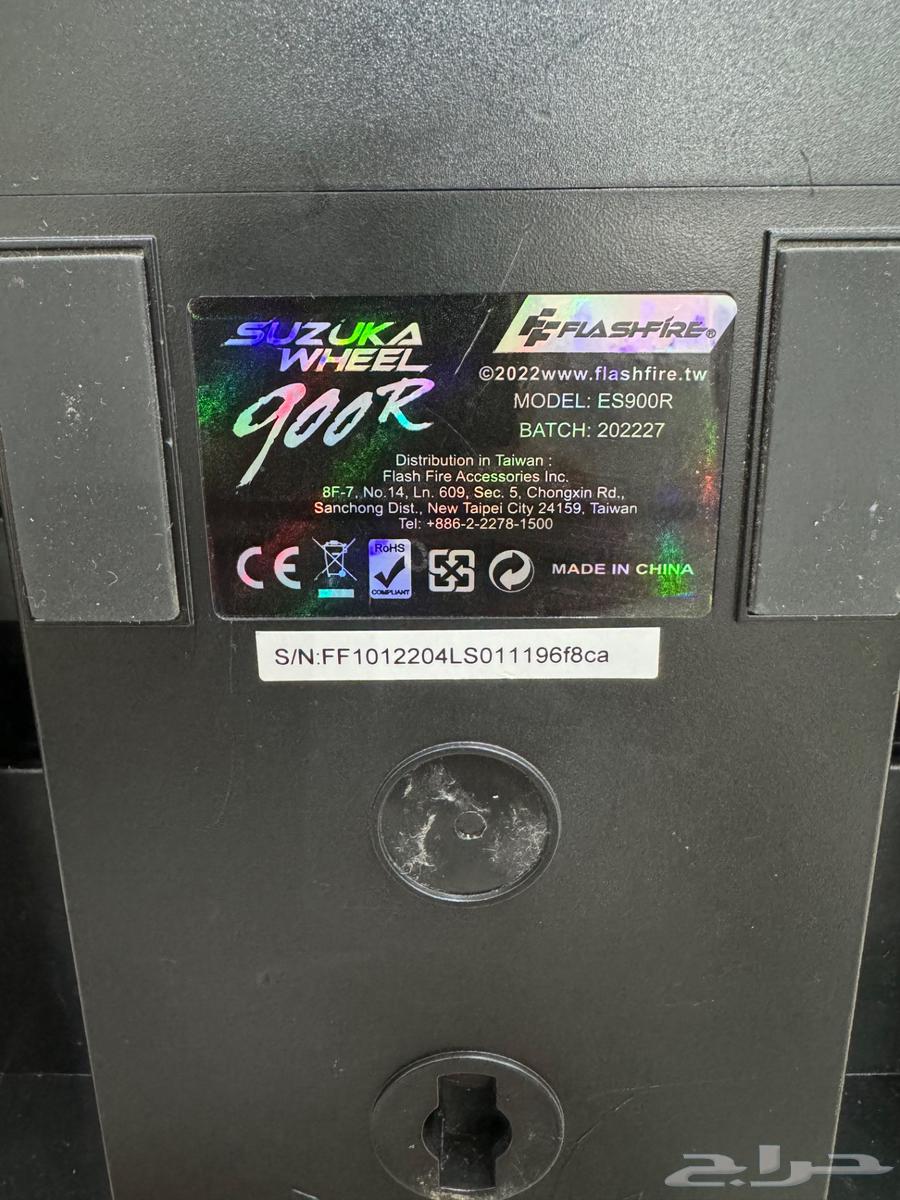 SUZUKA
WHEEL
900R
FLASHFIRE®
©2022www.flashfire.tw
MODEL: ES900R
BATCH: 202227
Distribution in Taiwan :
Flash Fire Accessories Inc.
8F-7, No.14, Ln. 609, Sec. 5, Chongxin Rd.,
Sanchong Dist., New Taipei City 24159, Taiwan
Tel: +886-2-2278-1500
CE
RoHS
COMPLIANT
MADE IN CHINA
S/N:FF1012204LS011196f8ca
حراج